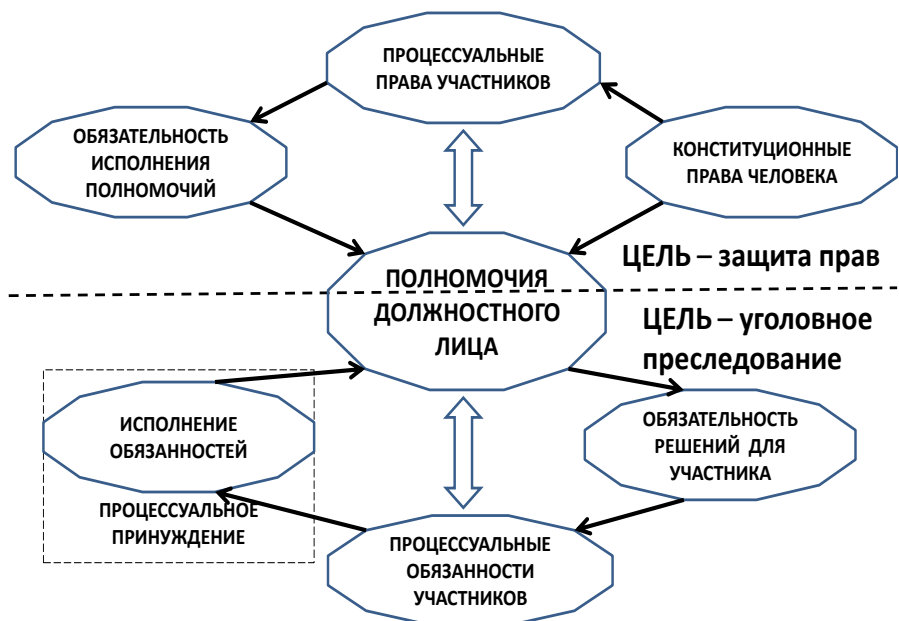 ПРОЦЕССУАЛЬНЫЕ
ПРАВА УЧАСТНИКОВ
ОБЯЗАТЕЛЬНОСТЬ
ИСПОЛНЕНИЯ
ПОЛНОМОЧИЙ
КОНСТИТУЦИОННЫЕ
ПРАВА ЧЕЛОВЕКА
ЦЕЛЬ – защита прав
ПОЛНОМОЧИЯ
ДОЛЖНОСТНОГО
ЛИЦА
ЦЕЛЬ – уголовное
преследование
ИСПОЛНЕНИЕ
ОБЯЗАННОСТЕЙ
ОБЯЗАТЕЛЬНОСТЬ
РЕШЕНИЙ ДЛЯ
УЧАСТНИКА
ПРОЦЕССУАЛЬНОЕ
ПРИНУЖДЕНИЕ
ПРОЦЕССУАЛЬНЫЕ
ОБЯЗАННОСТИ
УЧАСТНИКОВ